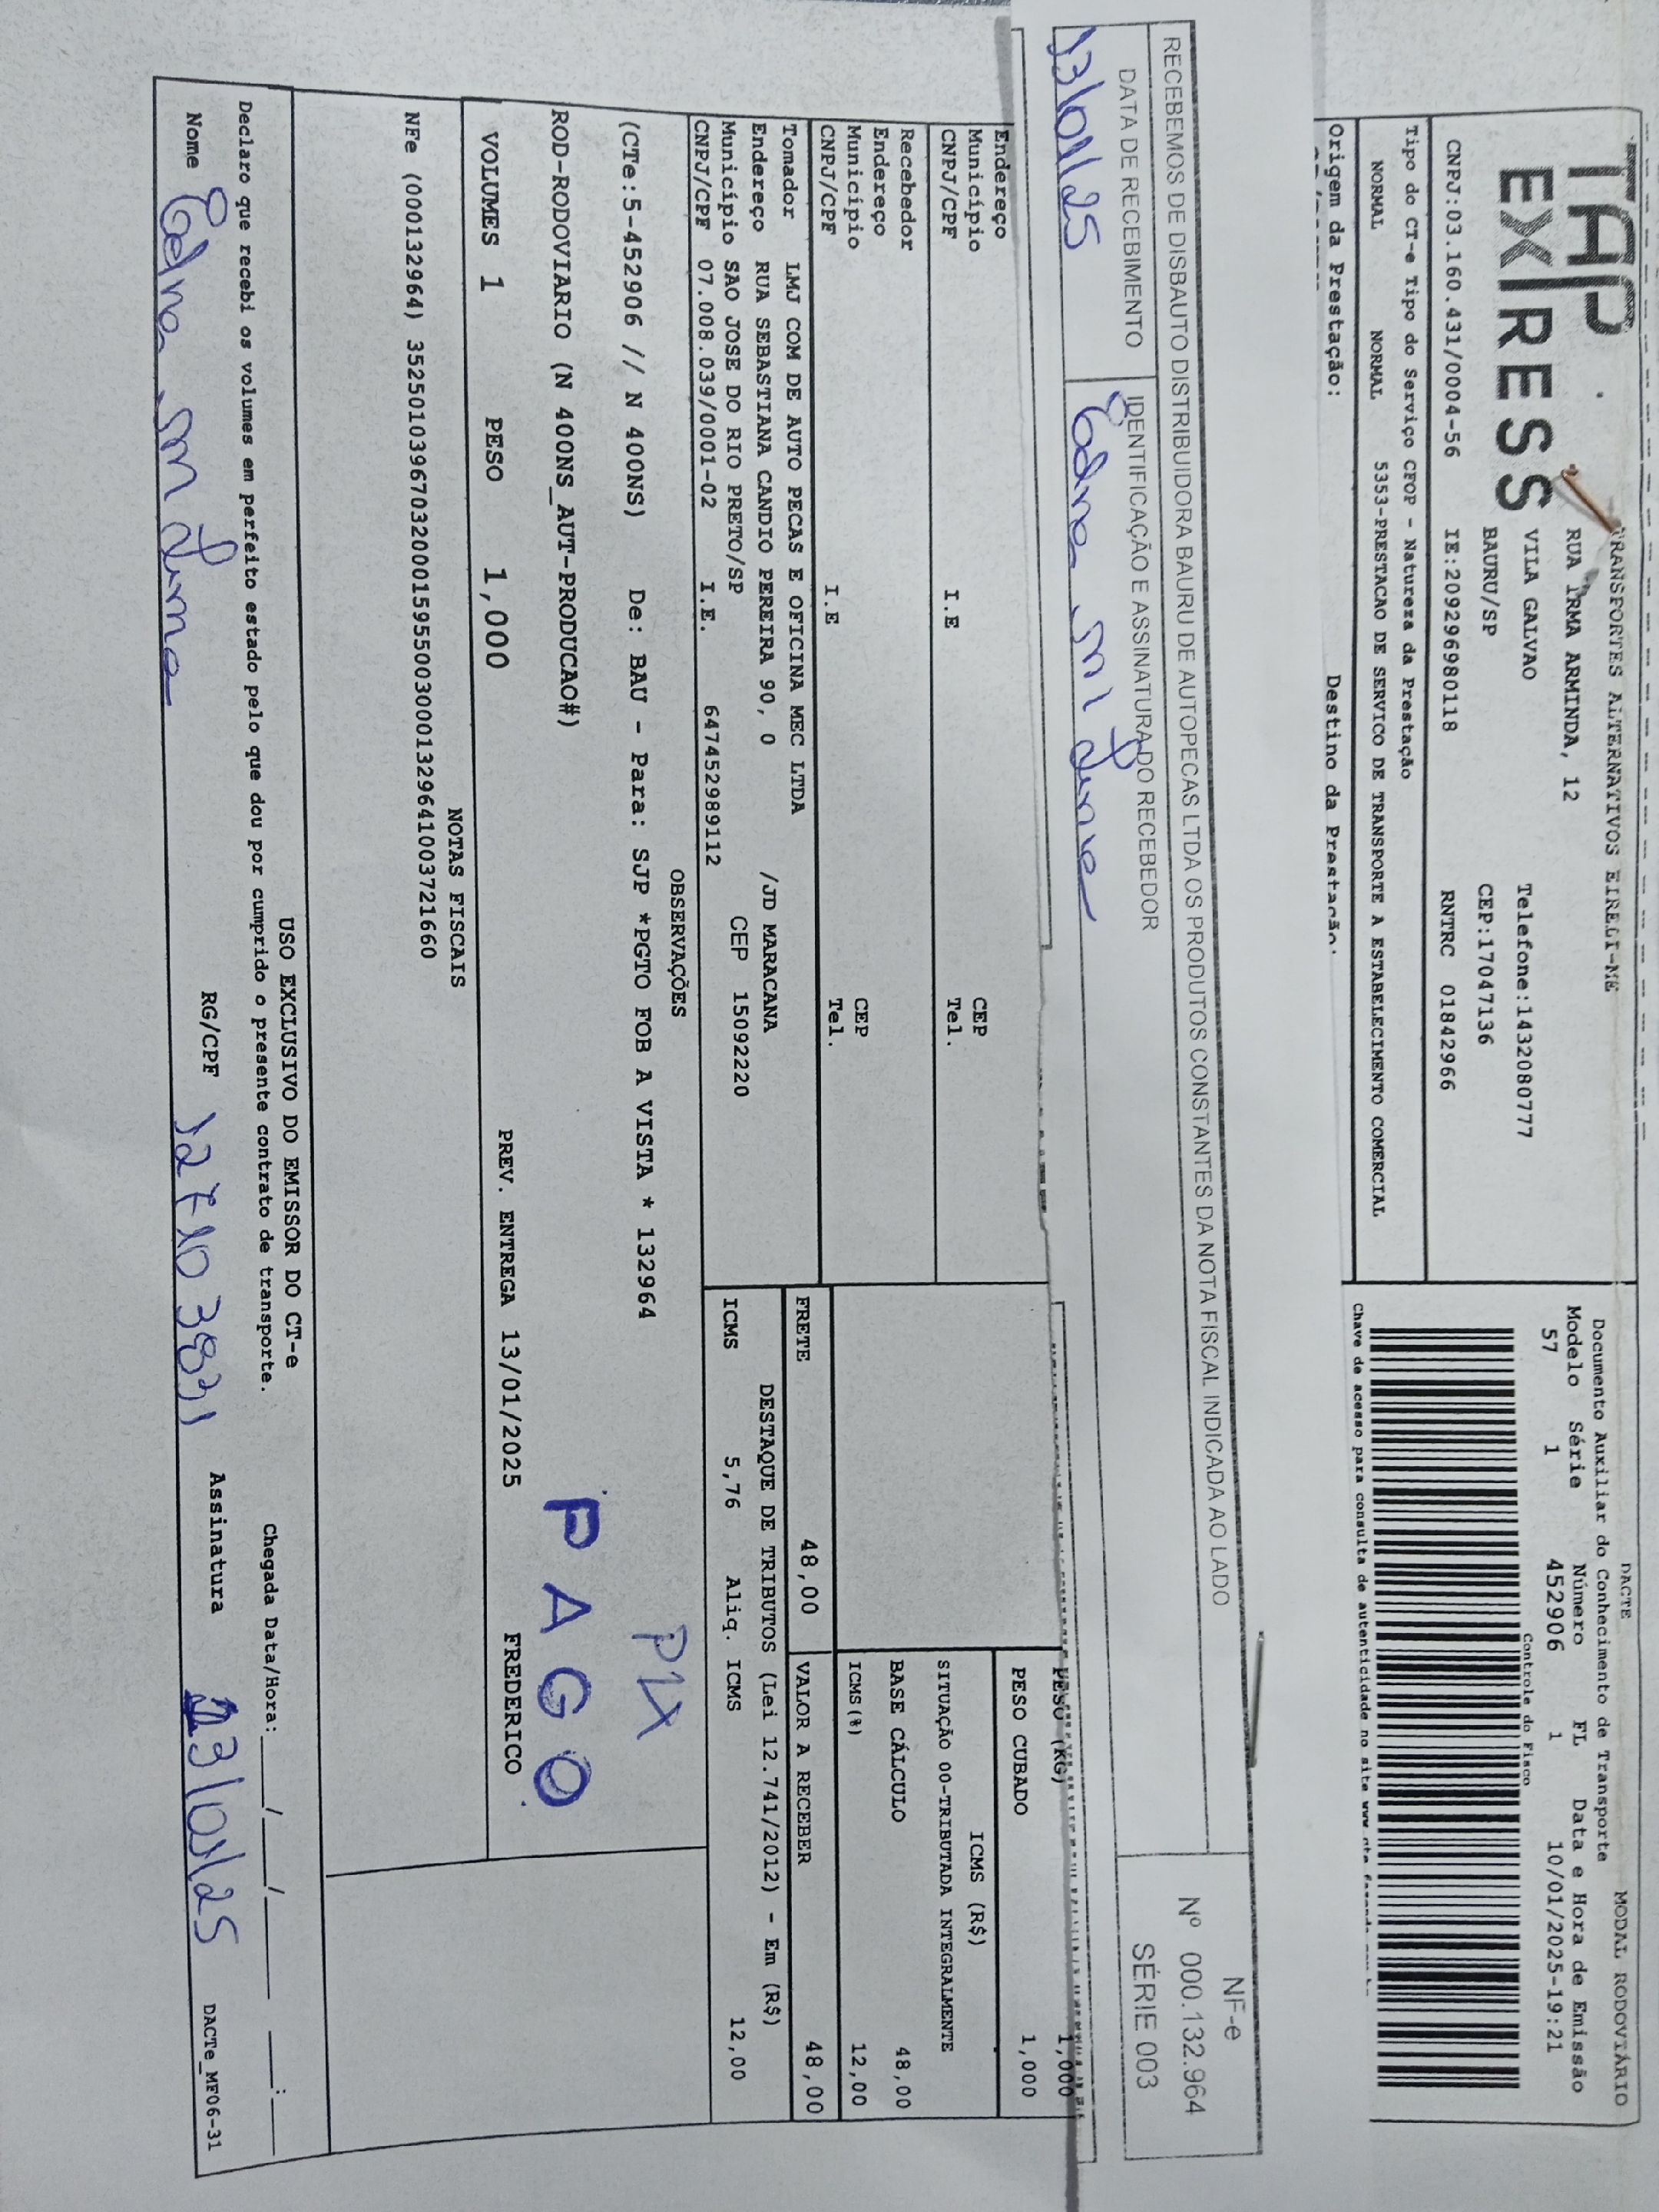 TAP EXPRESS
TRANSPORTES ALTERNATIVOS EIRELI-ME
RUA IRMA ARMINDA, 12
VILA GALVAO Telefone:1432080777
BAURU/SP CEP:17047136
CNPJ:03.160.431/0004-56 IE:209296980118 RNTRC 01842966
Tipo do CT-e Tipo do Serviço CFOP - Natureza da Prestação
NORMAL NORMAL 5353-PRESTACAO DE SERVICO DE TRANSPORTE A ESTABELECIMENTO COMERCIAL
Origem da Prestação: Destino da Prestação:
DACTE MODAL RODOVIÁRIO
Documento Auxiliar do Conhecimento de Transporte
Modelo Série Número FL Data e Hora de Emissão
57 1 452906 1 10/01/2025-19:21
Controle do Fisco
Chave de acesso para consulta de autenticidade no site
NF-e
Nº 000.132.964
SÉRIE 003
RECEBEMOS DE DISBAUTO DISTRIBUIDORA BAURU DE AUTOPECAS LTDA OS PRODUTOS CONSTANTES DA NOTA FISCAL INDICADA AO LADO
DATA DE RECEBIMENTO IDENTIFICAÇÃO E ASSINATURA DO RECEBEDOR
13/01/25 Edna M Lima
Endereço
Município CEP
CNPJ/CPF I.E Tel.
Recebedor
Endereço
Município CEP
CNPJ/CPF I.E Tel.
PESO (KG) 1,000
PESO CUBADO 1,000
ICMS (R$)
SITUAÇÃO 00-TRIBUTADA INTEGRALMENTE
BASE CÁLCULO 48,00
ICMS(%) 12,00
Tomador LMJ COM DE AUTO PECAS E OFICINA MEC LTDA
Endereço RUA SEBASTIANA CANDIO PEREIRA 90, 0 /JD MARACANA
Município SAO JOSE DO RIO PRETO/SP CEP 15092220
CNPJ/CPF 07.008.039/0001-02 I.E. 647452989112
FRETE 48,00 VALOR A RECEBER 48,00
DESTAQUE DE TRIBUTOS (Lei 12.741/2012) - Em (R$)
ICMS 5,76 Aliq. ICMS 12,00
OBSERVAÇÕES
(CTe:5-452906 // N 400NS) De: BAU - Para: SJP *PGTO FOB A VISTA * 132964
PIX
ROD-RODOVIARIO (N 400NS_AUT-PRODUCAO#)
PAGO
VOLUMES 1 PESO 1,000 PREV. ENTREGA 13/01/2025 FREDERICO
NOTAS FISCAIS
NFe (000132964) 35250103967032000159550030001329641003721660
USO EXCLUSIVO DO EMISSOR DO CT-e
Declaro que recebi os volumes em perfeito estado pelo que dou por cumprido o presente contrato de transporte. Chegada Data/Hora:____/____/______ ____:____
Nome Edna M Lima RG/CPF 127103831 Assinatura 13/01/25 DACTe_MF06-31